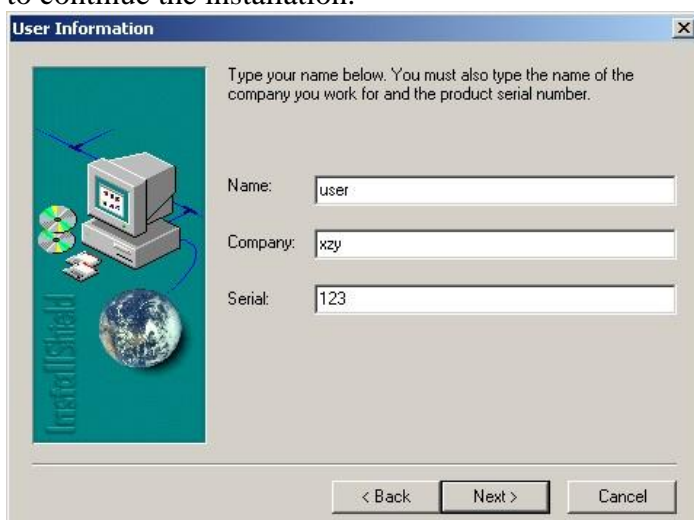 to continue the installation.
User Information
Type your name below. You must also type the name of the
company you work for and the product serial number.
Name:
user
Company:
xzy
Serial:
123
InstallShield
< Back
Next >
Cancel